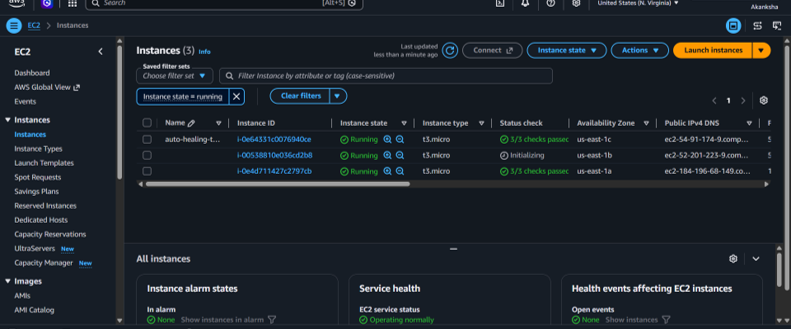 aws
Search
[Alt+S]
United States (N. Virginia)
Akanksha
EC2 > Instances
EC2
Dashboard
AWS Global View
Events
Instances
Instances
Instance Types
Launch Templates
Spot Requests
Savings Plans
Reserved Instances
Dedicated Hosts
Capacity Reservations
UltraServers New
Capacity Manager New
Images
AMIs
AMI Catalog
Instances (3) Info
Last updated
less than a minute ago
Connect
Instance state
Actions
Launch instances
Saved filter sets
Choose filter set
Find Instance by attribute or tag (case-sensitive)
Instance state = running
Clear filters
1
Name Instance ID Instance state Instance type Status check Availability Zone Public IPv4 DNS
auto-healing-t... i-0e64331c0076940ce Running t3.micro 3/3 checks passec us-east-1c ec2-54-91-174-9.comp...
i-00538810e036cd2b8 Running t3.micro Initializing us-east-1b ec2-52-201-223-9.com...
i-0e4d711427c2797cb Running t3.micro 3/3 checks passec us-east-1a ec2-184-196-68-149.co...
All instances
Instance alarm states
In alarm
None Show instances in alarm
Service health
EC2 service status
Operating normally
Health events affecting EC2 instances
Open events
None Show instances